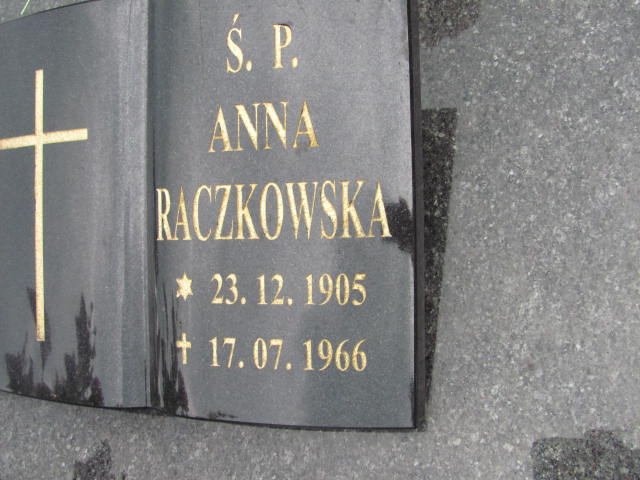 Ś. P.
ANNA
RACZKOWSKA
23. 12. 1905
17. 07. 1966